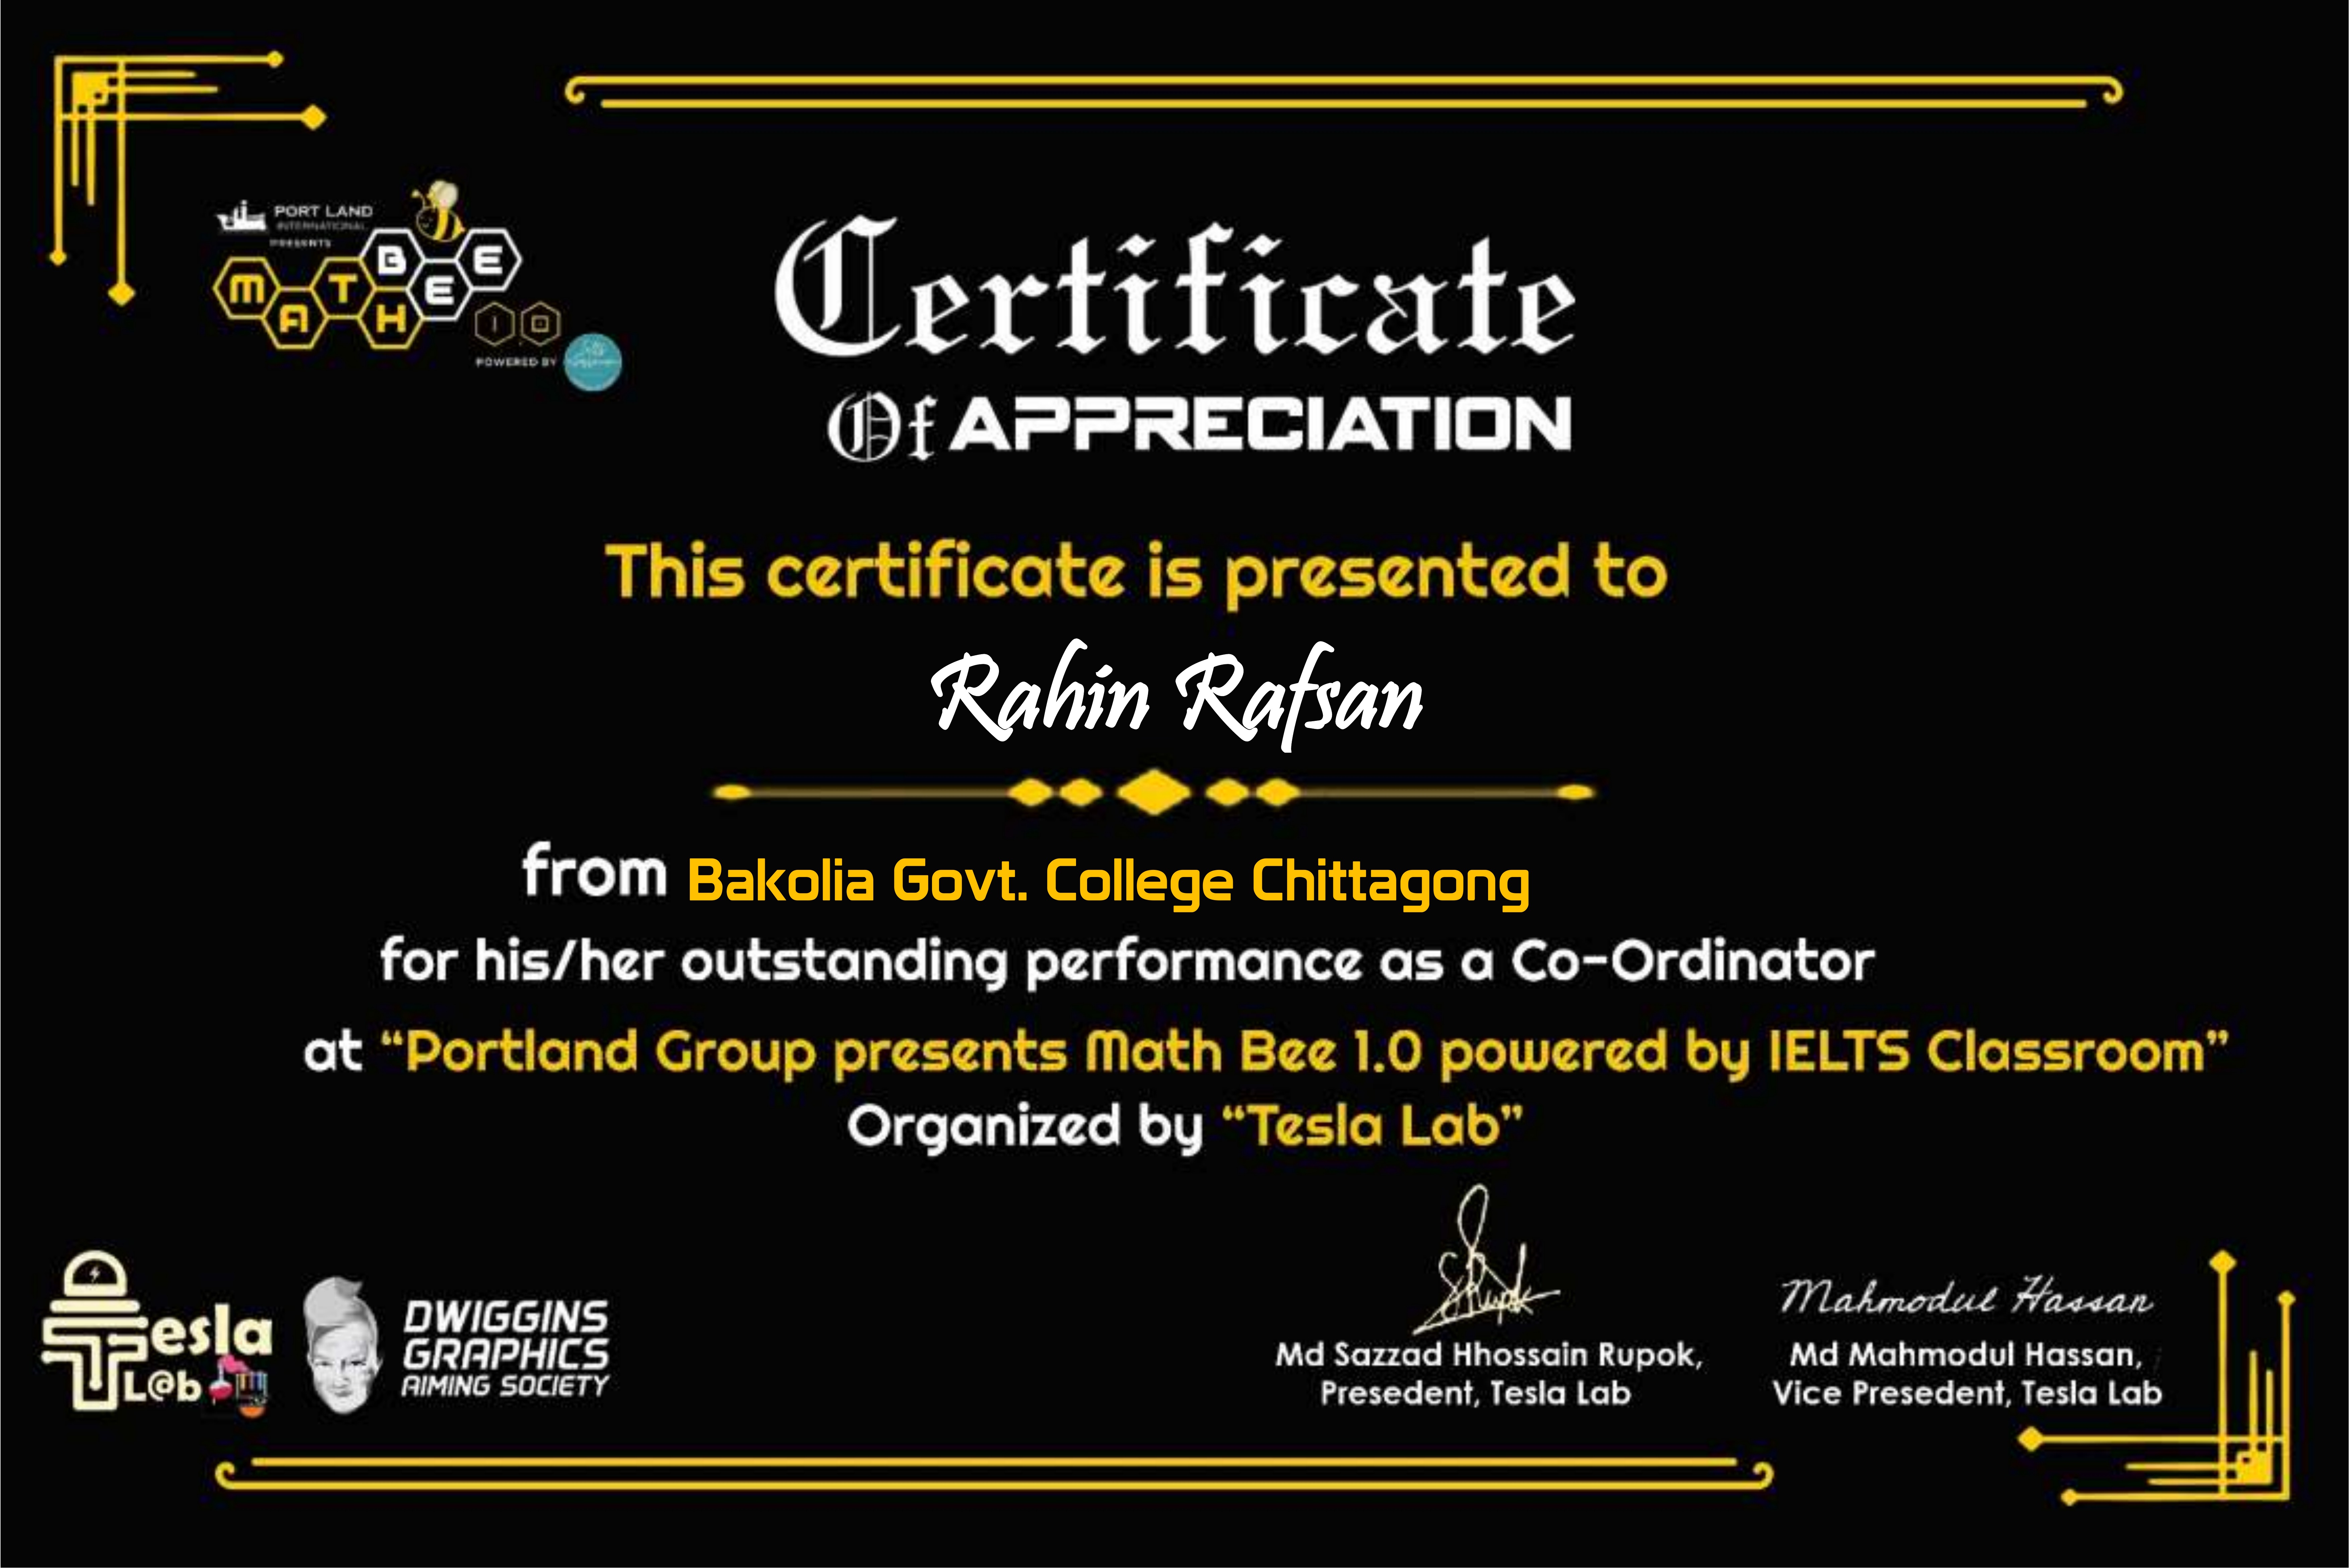 PORT LAND
INTERNATIONAL
PRESENTS
MATH BEE
1.0
POWERED BY
Certificate
Of APPRECIATION
This certificate is presented to
Rahin Rafsan
from Bakolia Govt. College Chittagong
for his/her outstanding performance as a Co-Ordinator
at “Portland Group presents Math Bee 1.0 powered by IELTS Classroom”
Organized by “Tesla Lab”
Tesla
L@b
DWIGGINS
GRAPHICS
AIMING SOCIETY
SRupok
Md Sazzad Hhossain Rupok,
Presedent, Tesla Lab
Mahmodul Hassan
Md Mahmodul Hassan,
Vice Presedent, Tesla Lab